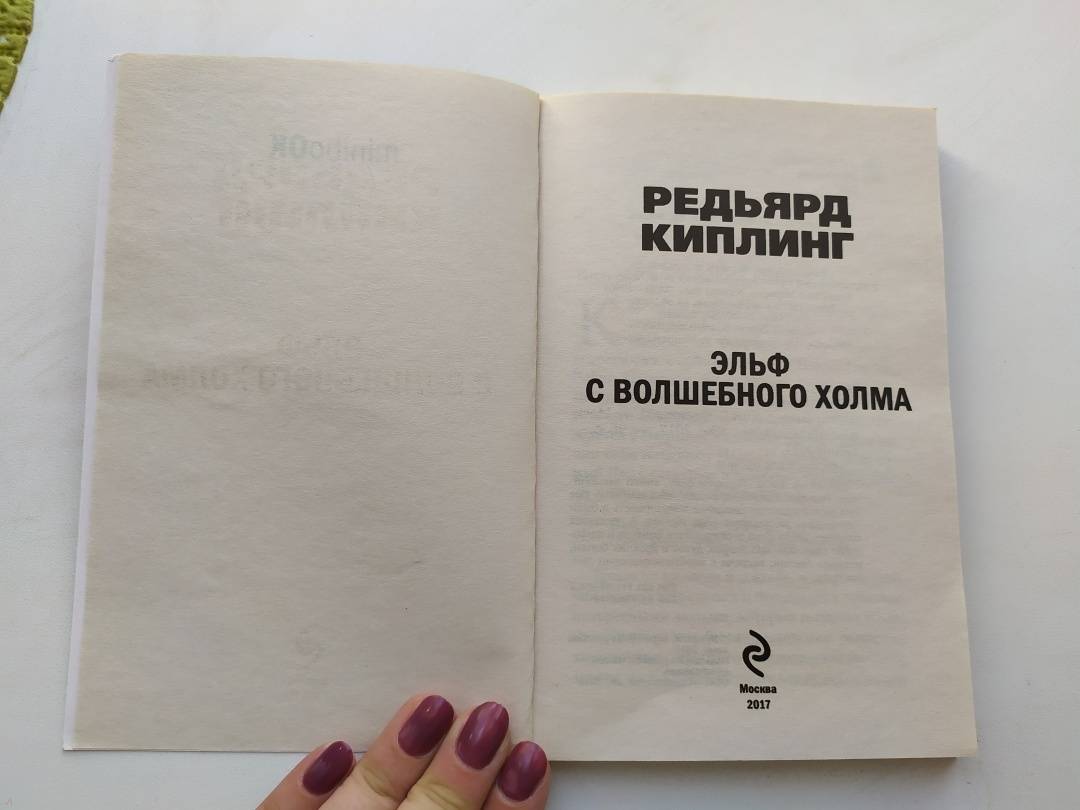 РЕДЬЯРД
КИПЛИНГ
ЭЛЬФ
С ВОЛШЕБНОГО ХОЛМА
Москва
2017